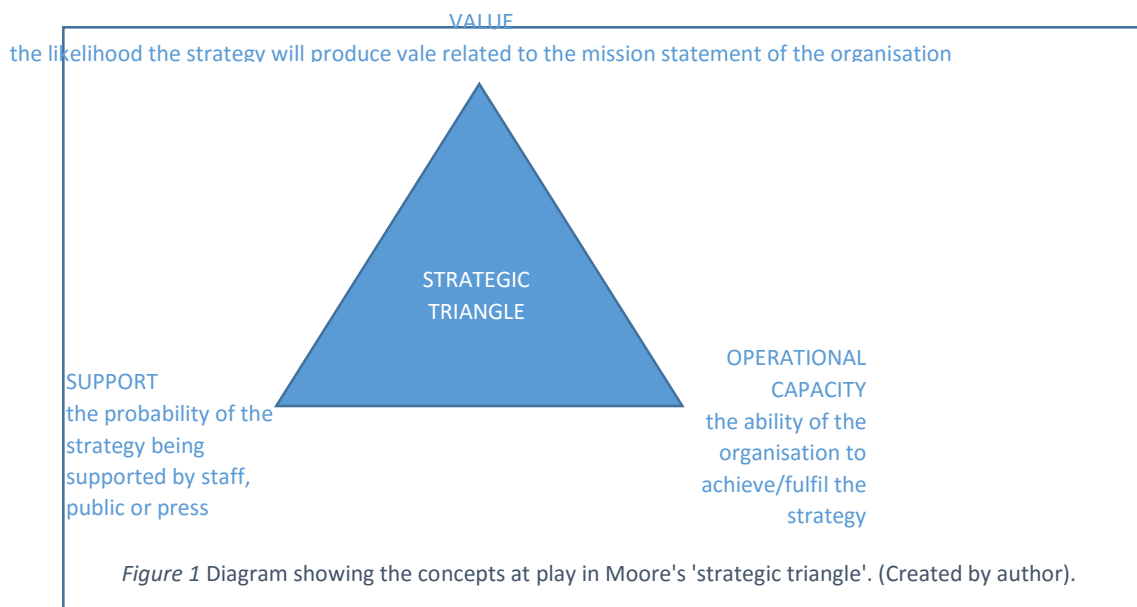 VALUE
the likelihood the strategy will produce vale related to the mission statement of the organisation
STRATEGIC
TRIANGLE
SUPPORT
the probability of the
strategy being
supported by staff,
public or press
OPERATIONAL
CAPACITY
the ability of the
organisation to
achieve/fulfil the
strategy
Figure 1 Diagram showing the concepts at play in Moore's 'strategic triangle'. (Created by author).